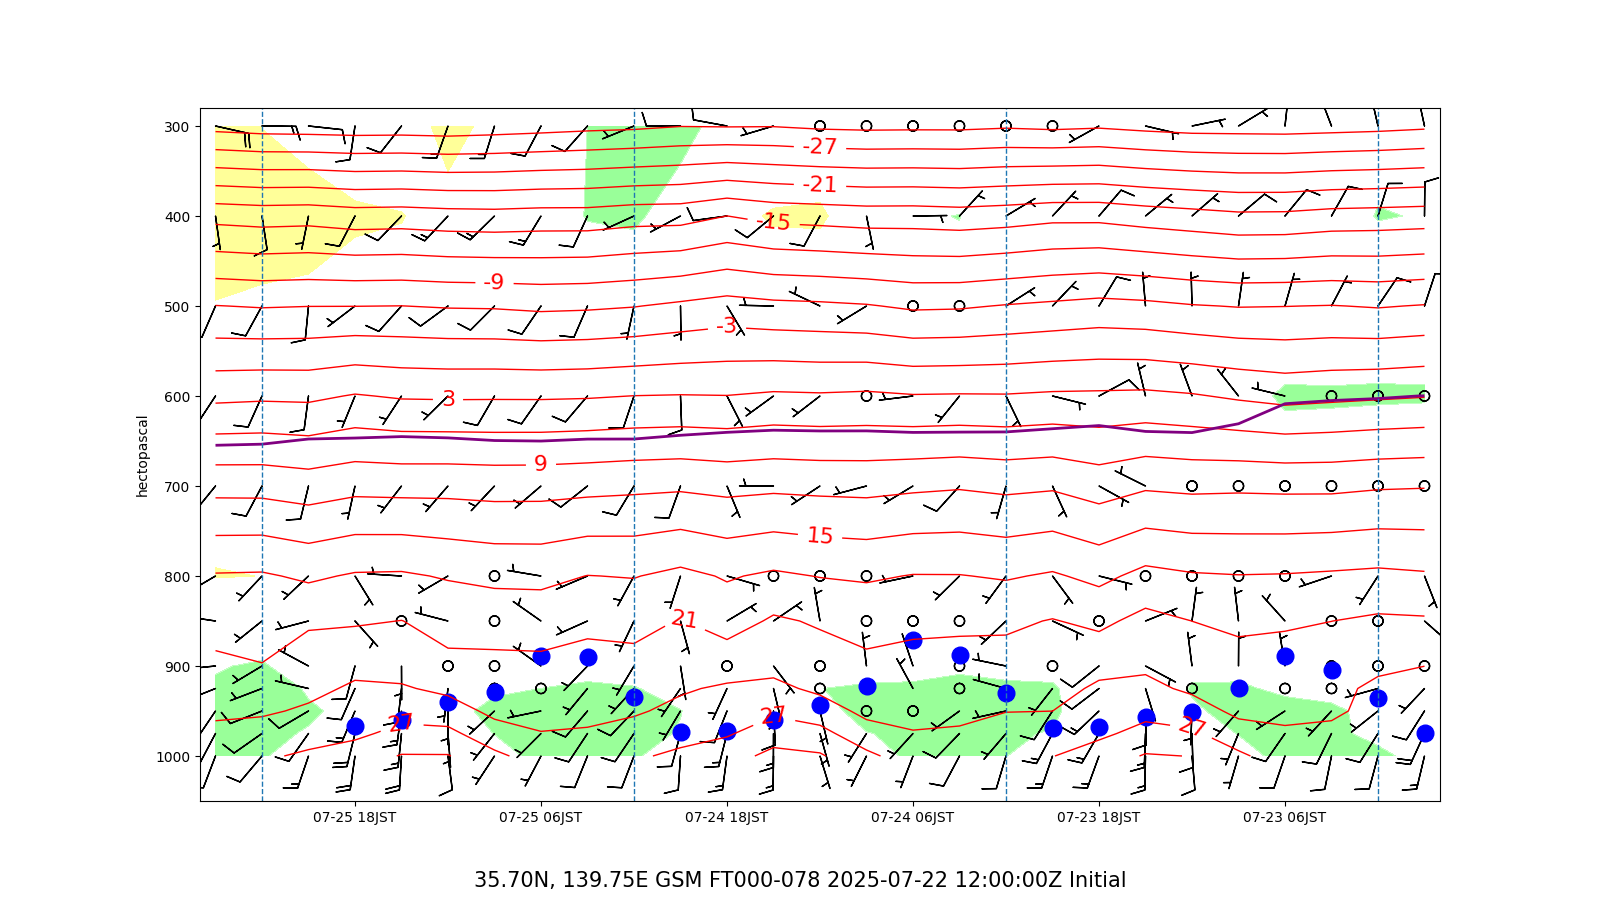 hectopascal
300
400
500
600
700
800
900
1000
-27
-21
-15
-9
-3
3
9
15
21
27
27
27
07-25 18JST
07-25 06JST
07-24 18JST
07-24 06JST
07-23 18JST
07-23 06JST
35.70N, 139.75E GSM FT000-078 2025-07-22 12:00:00Z Initial